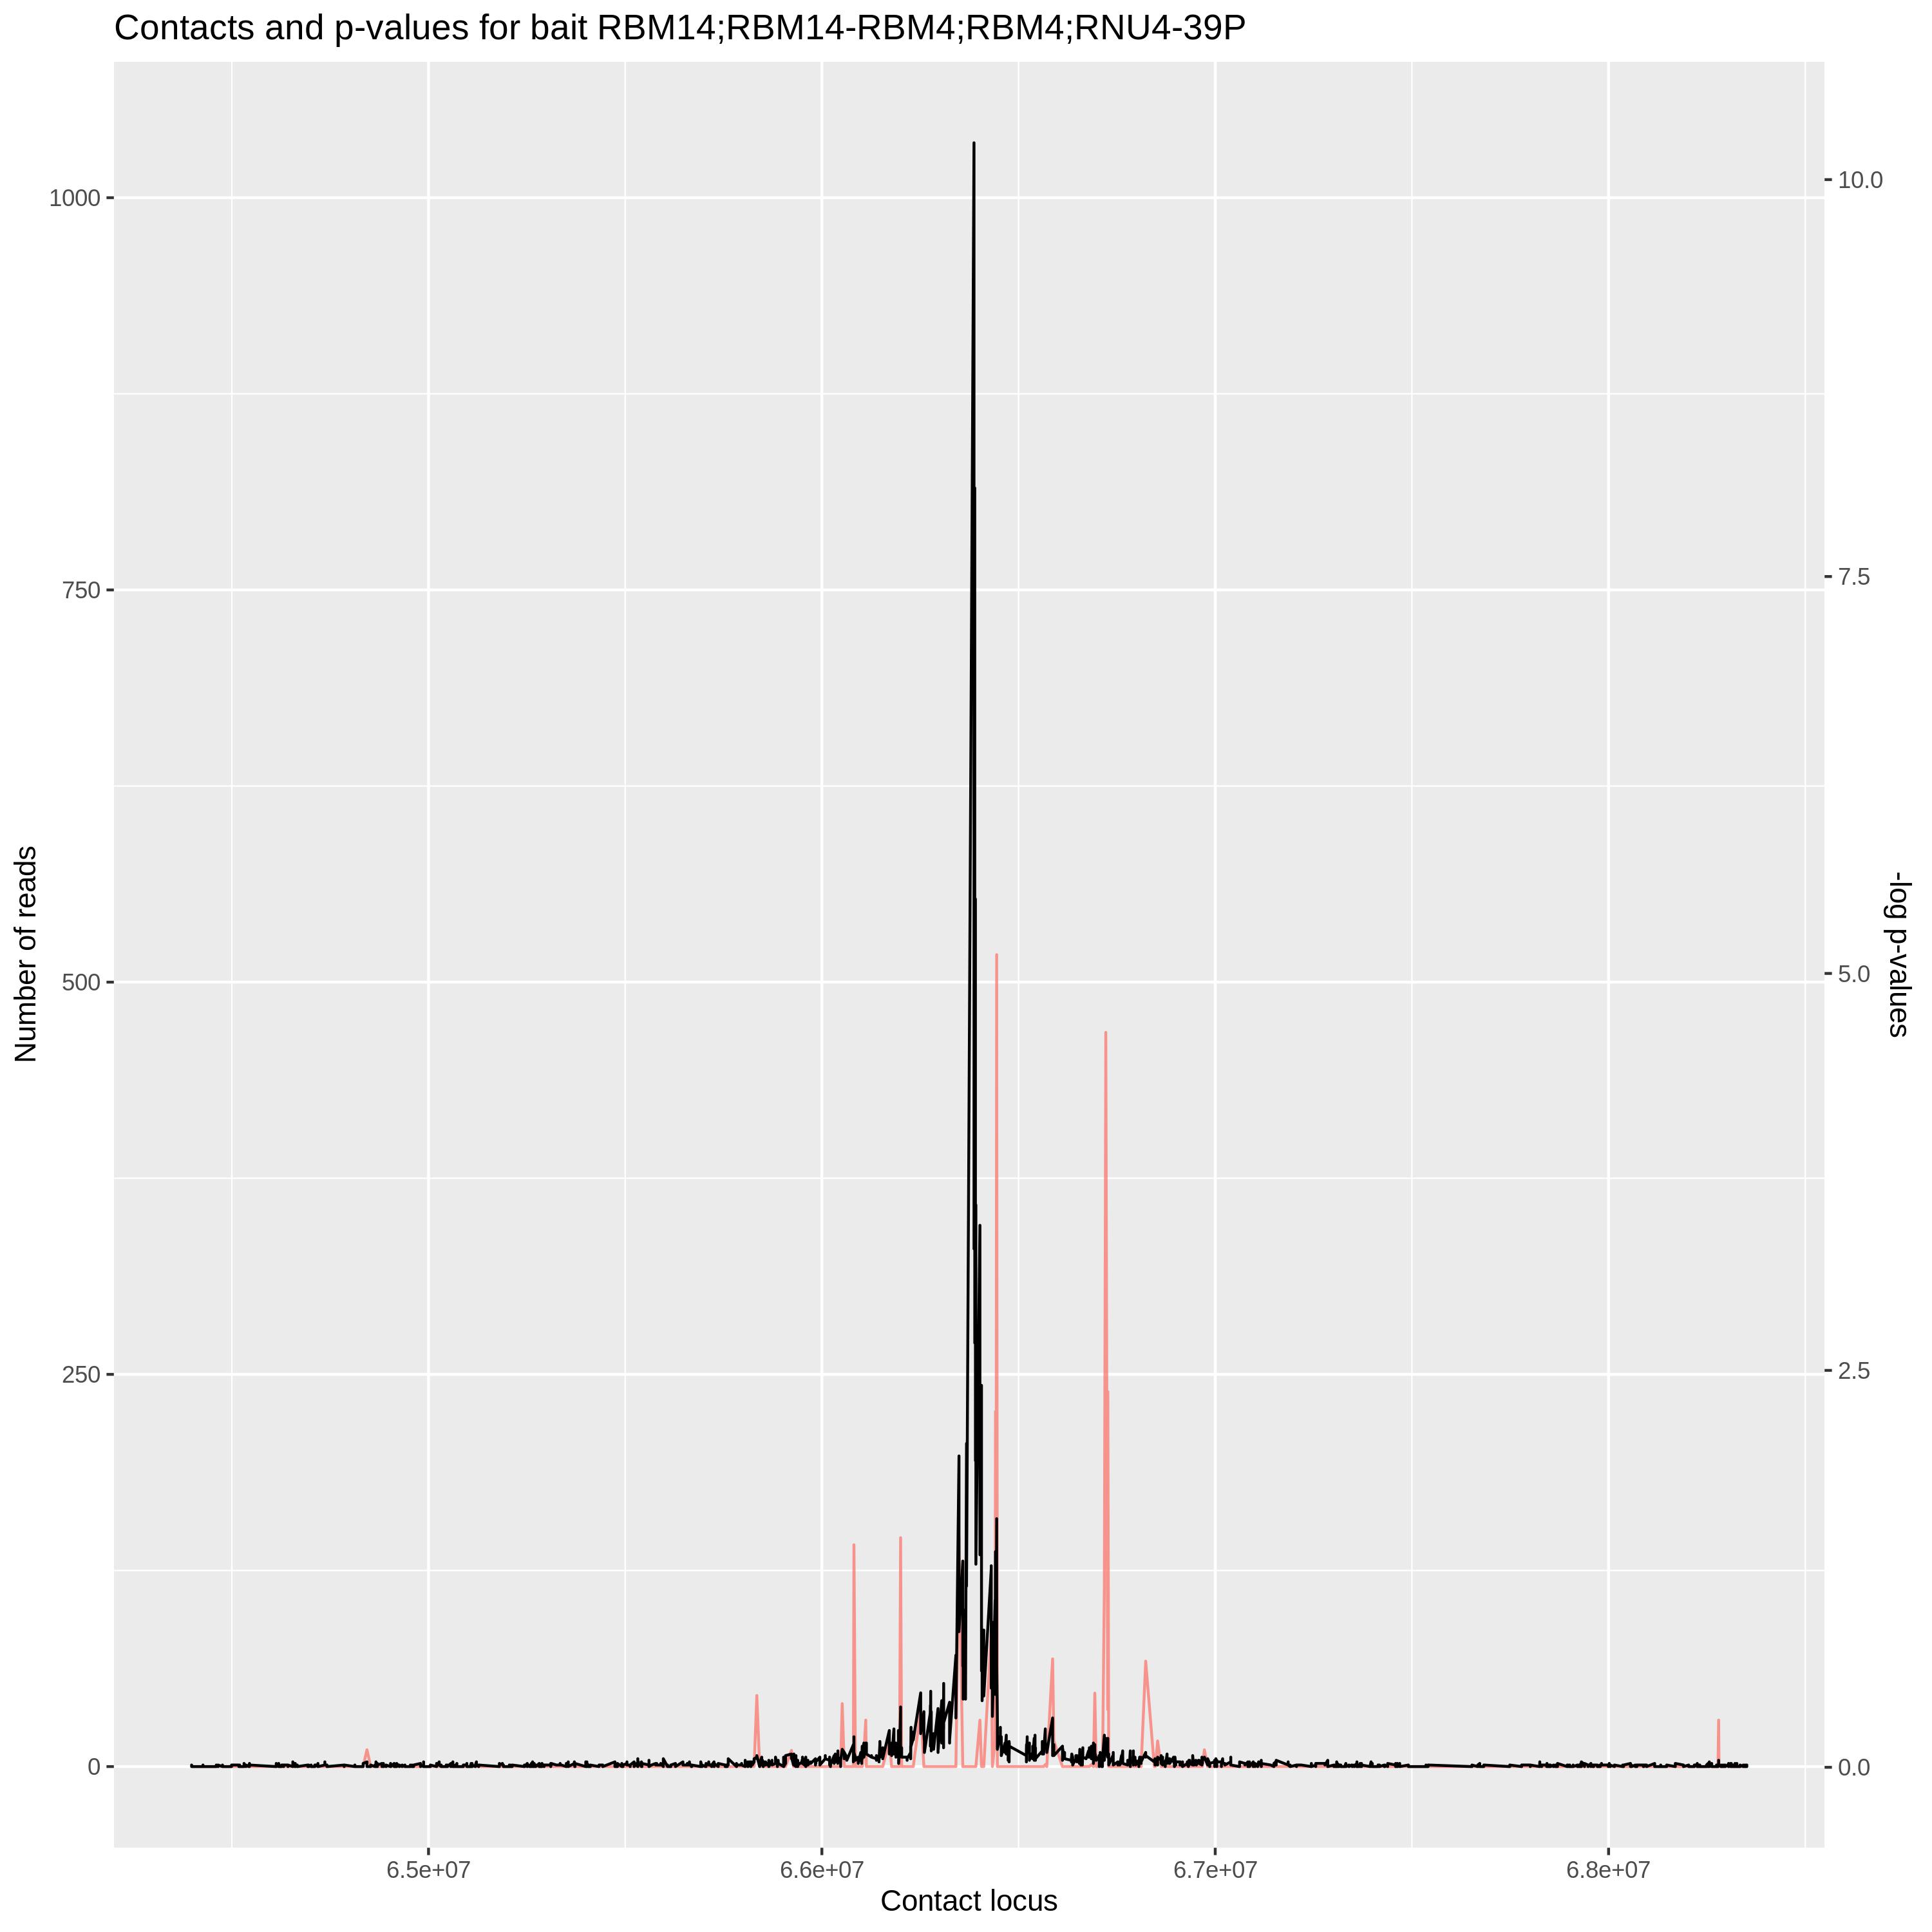 Contacts and p-values for bait RBM14;RBM14-RBM4;RBM4;RNU4-39P
1000
750
500
250
0
Number of reads
10.0
7.5
5.0
2.5
0.0
-log p-values
6.5e+07 6.6e+07 6.7e+07 6.8e+07
Contact locus